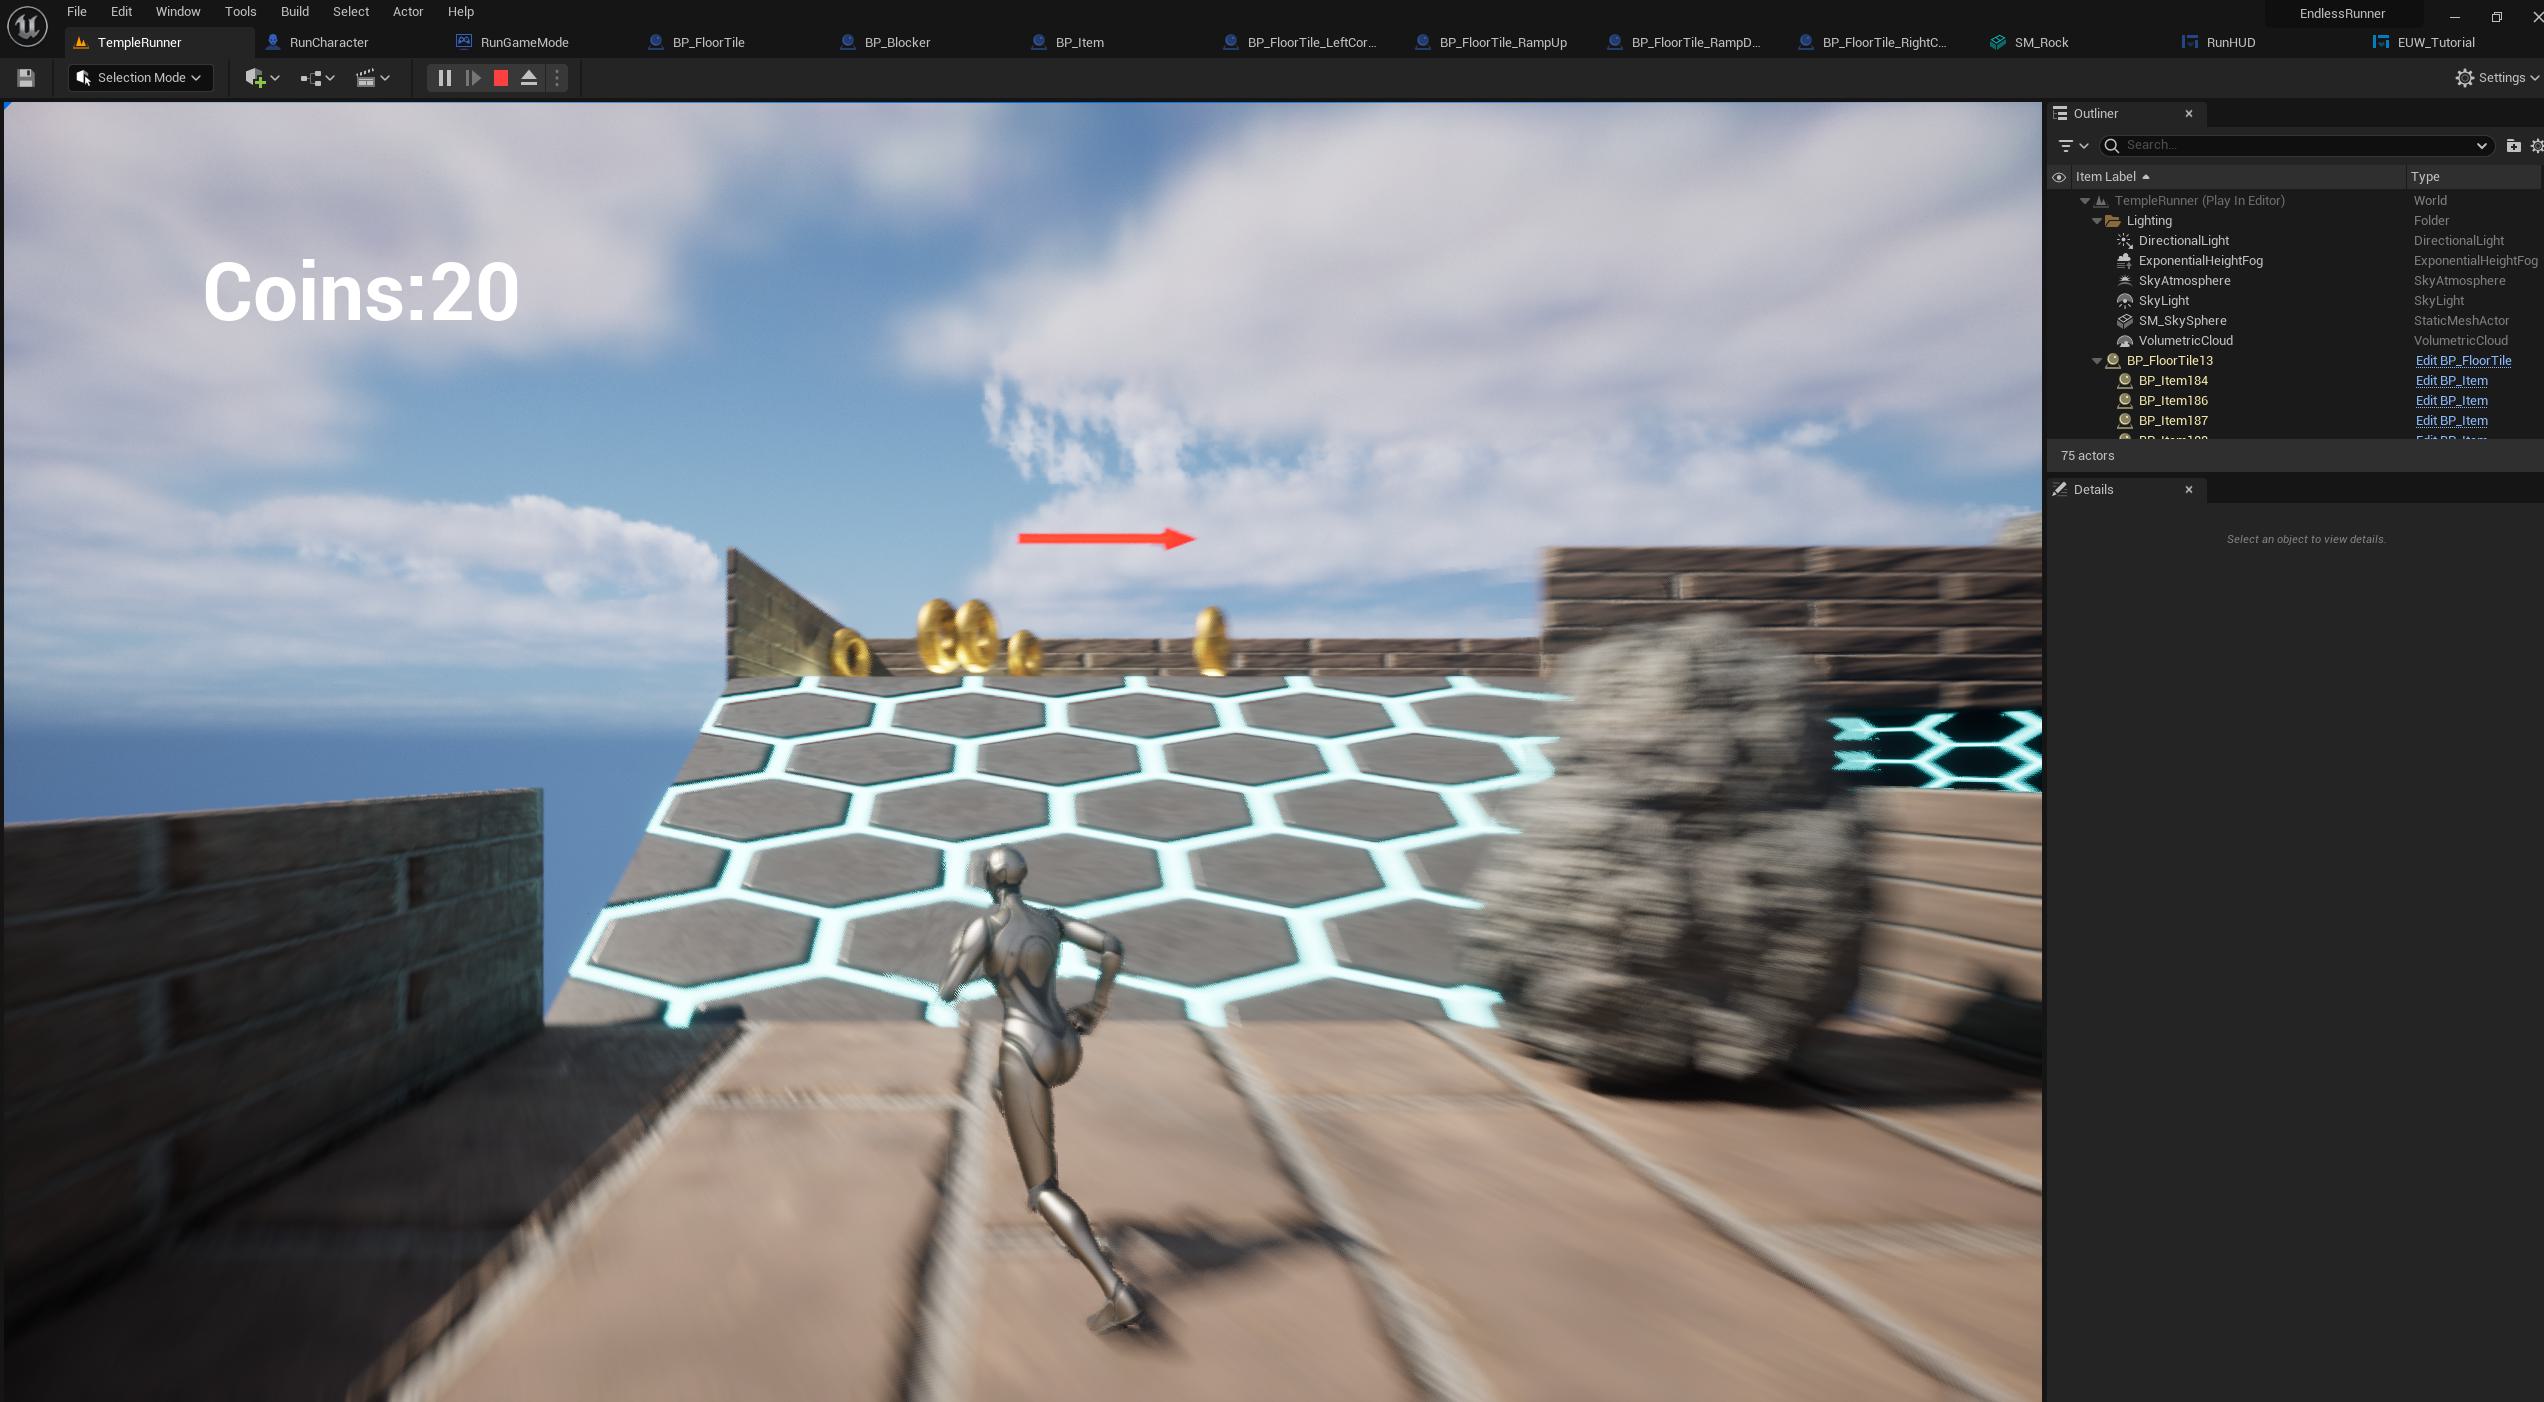 File Edit Window Tools Build Select Actor Help
EndlessRunner
TempleRunner RunCharacter RunGameMode BP_FloorTile BP_Blocker BP_Item BP_FloorTile_LeftCor... BP_FloorTile_RampUp BP_FloorTile_RampD... BP_FloorTile_RightC... SM_Rock RunHUD EUW_Tutorial
Selection Mode
Settings
Coins:20
Outliner
Search...
Item Label Type
TempleRunner (Play In Editor) World
Lighting Folder
DirectionalLight DirectionalLight
ExponentialHeightFog ExponentialHeightFog
SkyAtmosphere SkyAtmosphere
SkyLight SkyLight
SM_SkySphere StaticMeshActor
VolumetricCloud VolumetricCloud
BP_FloorTile13 Edit BP_FloorTile
BP_Item184 Edit BP_Item
BP_Item186 Edit BP_Item
BP_Item187 Edit BP_Item
75 actors
Details
Select an object to view details.